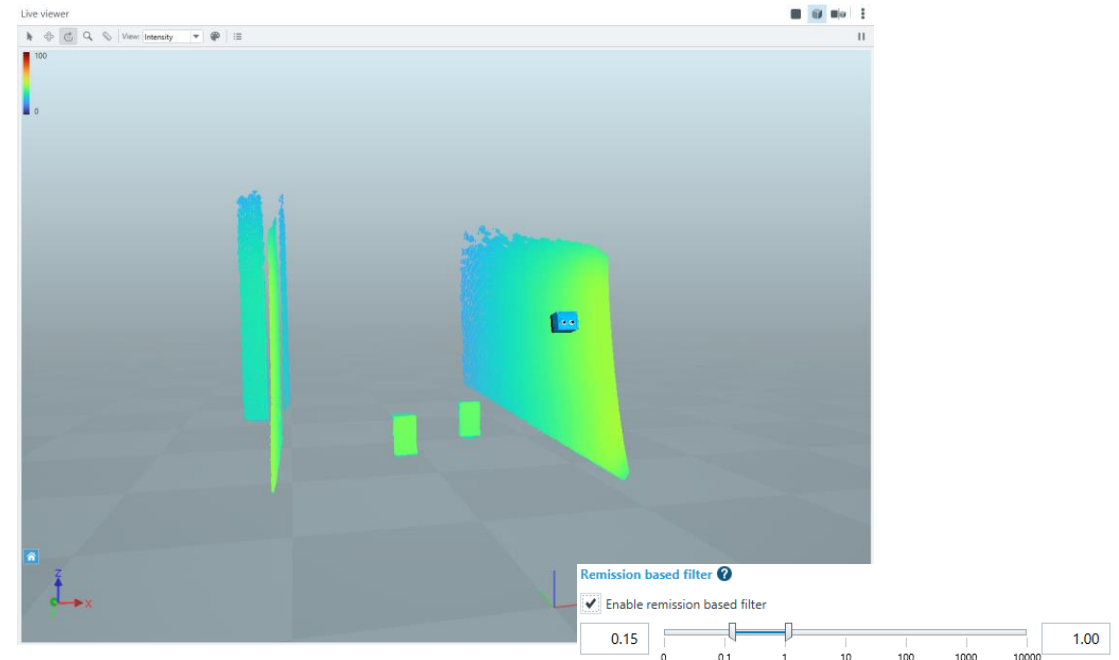 Live viewer
View: Intensity
100
0
Z
X
Remission based filter ?
Enable remission based filter
0.15
1.00
0 0.1 1 10 100 1000 10000